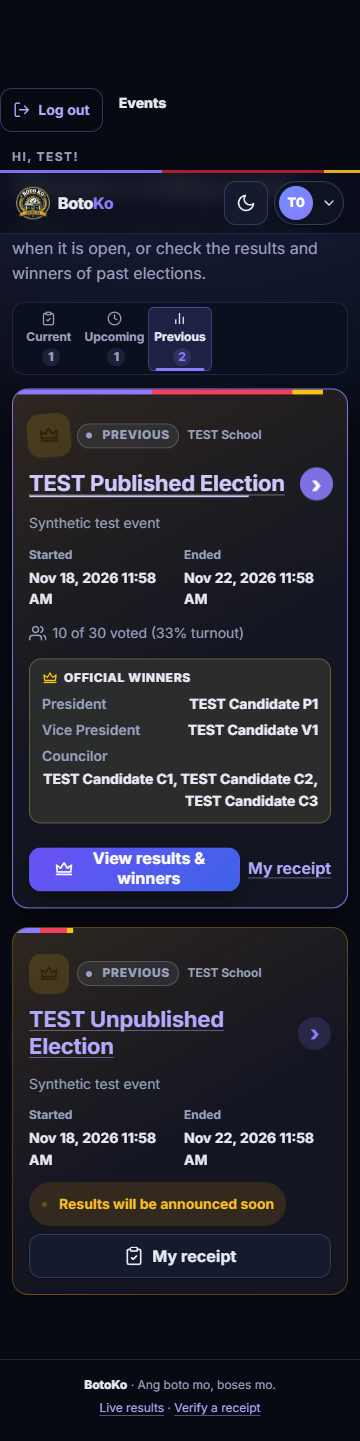 Log out
Events
HI, TEST!
BotoKo
T0
when it is open, or check the results and
winners of past elections.
Current
1
Upcoming
1
Previous
2
PREVIOUS
TEST School
TEST Published Election
Synthetic test event
Started
Nov 18, 2026 11:58
AM
Ended
Nov 22, 2026 11:58
AM
10 of 30 voted (33% turnout)
OFFICIAL WINNERS
President TEST Candidate P1
Vice President TEST Candidate V1
Councilor
TEST Candidate C1, TEST Candidate C2,
TEST Candidate C3
View results &
winners
My receipt
PREVIOUS
TEST School
TEST Unpublished
Election
Synthetic test event
Started
Nov 18, 2026 11:58
AM
Ended
Nov 22, 2026 11:58
AM
Results will be announced soon
My receipt
BotoKo · Ang boto mo, boses mo.
Live results · Verify a receipt